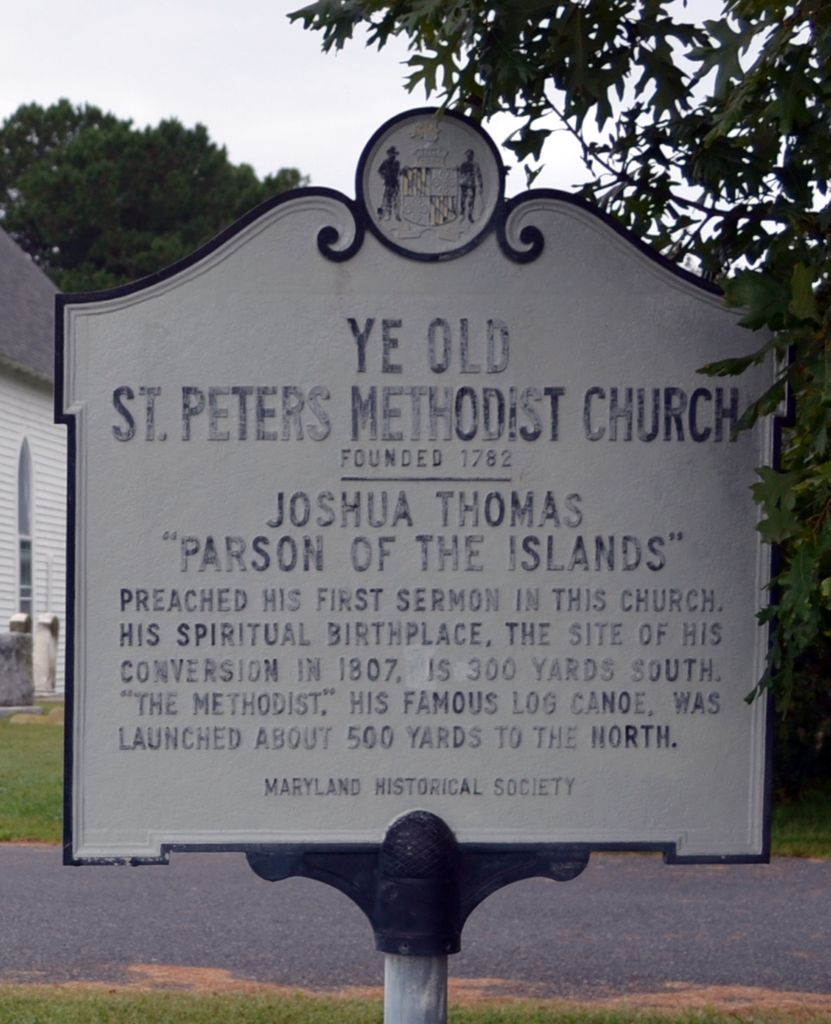 YE OLD
ST. PETERS METHODIST CHURCH
FOUNDED 1782
JOSHUA THOMAS
"PARSON OF THE ISLANDS"
PREACHED HIS FIRST SERMON IN THIS CHURCH.
HIS SPIRITUAL BIRTHPLACE, THE SITE OF HIS
CONVERSION IN 1807, IS 300 YARDS SOUTH.
"THE METHODIST," HIS FAMOUS LOG CANOE, WAS
LAUNCHED ABOUT 500 YARDS TO THE NORTH.
MARYLAND HISTORICAL SOCIETY